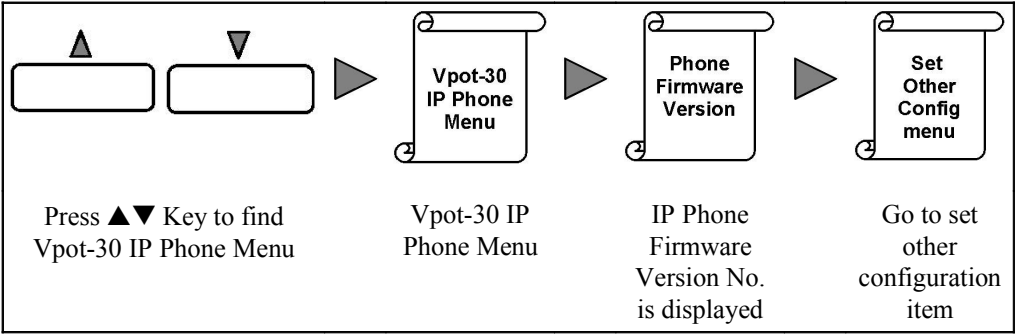 Vpot-30
IP Phone
Menu
Phone
Firmware
Version
Set
Other
Config
menu
Press ▲▼ Key to find
Vpot-30 IP Phone Menu
Vpot-30 IP
Phone Menu
IP Phone
Firmware
Version No.
is displayed
Go to set
other
configuration
item